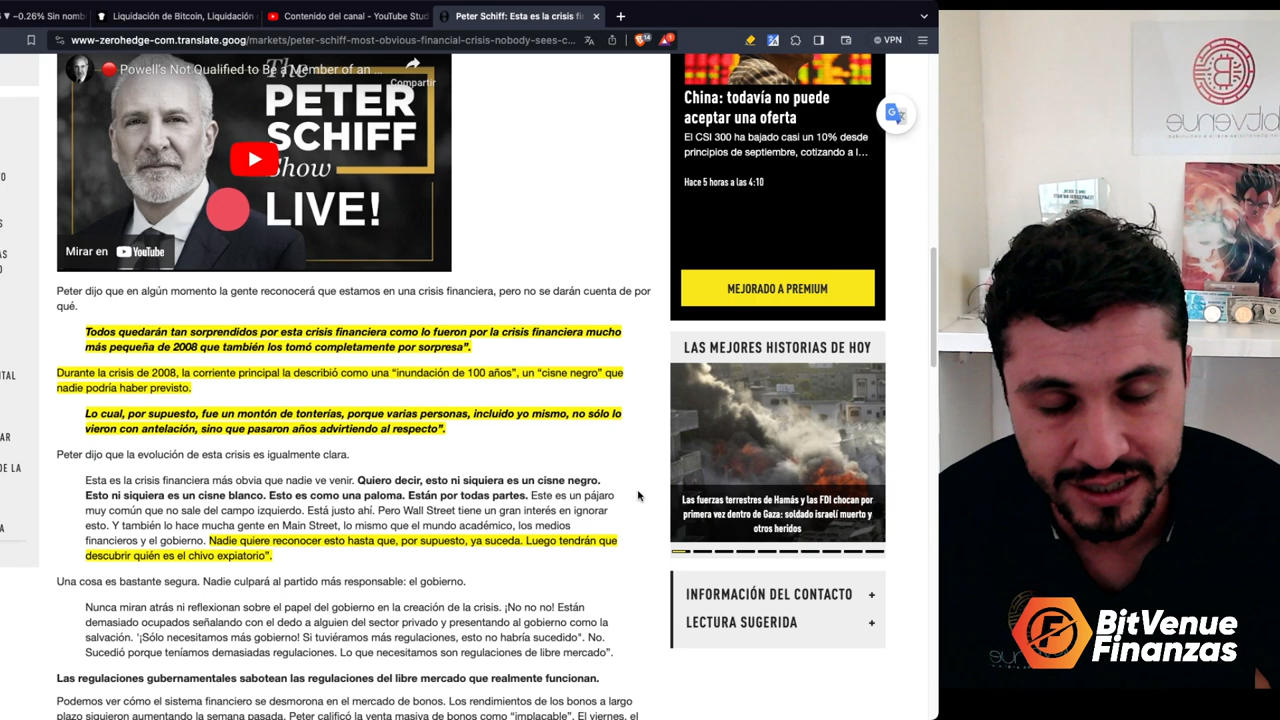 −0.26% Sin nomb
Liquidación de Bitcoin, Liquidación
Contenido del canal - YouTube Stud
Peter Schiff: Esta es la crisis fi
www-zerohedge-com.translate.goog/markets/peter-schiff-most-obvious-financial-crisis-nobody-sees-c...
VPN
Powell's Not Qualified to Be a Member of an ...
Compartir
The
PETER
SCHIFF
Show
LIVE!
Mirar en YouTube
Peter dijo que en algún momento la gente reconocerá que estamos en una crisis financiera, pero no se darán cuenta de por
qué.
Todos quedarán tan sorprendidos por esta crisis financiera como lo fueron por la crisis financiera mucho
más pequeña de 2008 que también los tomó completamente por sorpresa”.
Durante la crisis de 2008, la corriente principal la describió como una “inundación de 100 años”, un “cisne negro” que
nadie podría haber previsto.
Lo cual, por supuesto, fue un montón de tonterías, porque varias personas, incluido yo mismo, no sólo lo
vieron con antelación, sino que pasaron años advirtiendo al respecto”.
Peter dijo que la evolución de esta crisis es igualmente clara.
Esta es la crisis financiera más obvia que nadie ve venir. Quiero decir, esto ni siquiera es un cisne negro.
Esto ni siquiera es un cisne blanco. Esto es como una paloma. Están por todas partes. Este es un pájaro
muy común que no sale del campo izquierdo. Está justo ahí. Pero Wall Street tiene un gran interés en ignorar
esto. Y también lo hace mucha gente en Main Street, lo mismo que el mundo académico, los medios
financieros y el gobierno. Nadie quiere reconocer esto hasta que, por supuesto, ya suceda. Luego tendrán que
descubrir quién es el chivo expiatorio”.
Una cosa es bastante segura. Nadie culpará al partido más responsable: el gobierno.
Nunca miran atrás ni reflexionan sobre el papel del gobierno en la creación de la crisis. ¡No no no! Están
demasiado ocupados señalando con el dedo a alguien del sector privado y presentando al gobierno como la
salvación. '¡Sólo necesitamos más gobierno! Si tuviéramos más regulaciones, esto no habría sucedido". No.
Sucedió porque teníamos demasiadas regulaciones. Lo que necesitamos son regulaciones de libre mercado”.
Las regulaciones gubernamentales sabotean las regulaciones del libre mercado que realmente funcionan.
Podemos ver cómo el sistema financiero se desmorona en el mercado de bonos. Los rendimientos de los bonos a largo
plazo siguieron aumentando la semana pasada. Peter calificó la venta masiva de bonos como “implacable”. El viernes, el
China: todavía no puede
aceptar una oferta
El CSI 300 ha bajado casi un 10% desde
principios de septiembre, cotizando a l...
Hace 5 horas a las 4:10
MEJORADO A PREMIUM
LAS MEJORES HISTORIAS DE HOY
Las fuerzas terrestres de Hamás y las FDI chocan por
primera vez dentro de Gaza: soldado israelí muerto y
otros heridos
INFORMACIÓN DEL CONTACTO +
LECTURA SUGERIDA +
bitvenue
BitVenue
Finanzas